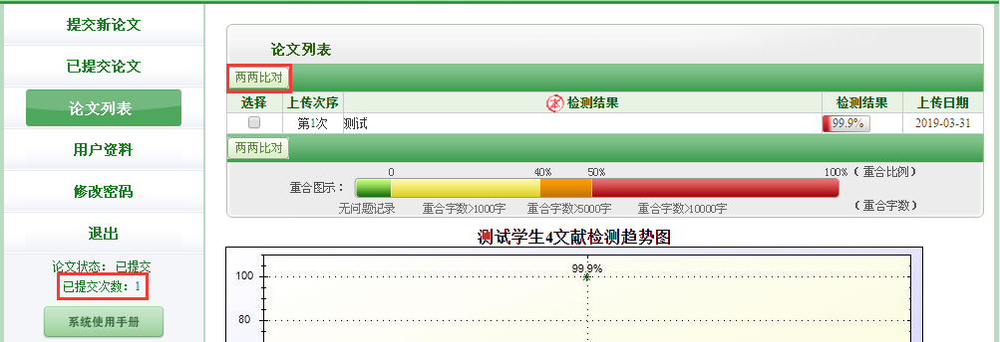 提交新论文
已提交论文
论文列表
用户资料
修改密码
退出
论文状态：已提交
已提交次数：1
系统使用手册
论文列表
两两比对
选择 上传次序 检测结果 检测结果 上传日期
第1次 测试 99.9% 2019-03-31
两两比对
0 40% 50% 100%（重合比例）
重合图示：
无问题记录 重合字数>1000字 重合字数>5000字 重合字数>10000字 （重合字数）
测试学生4文献检测趋势图
99.9%
100
80